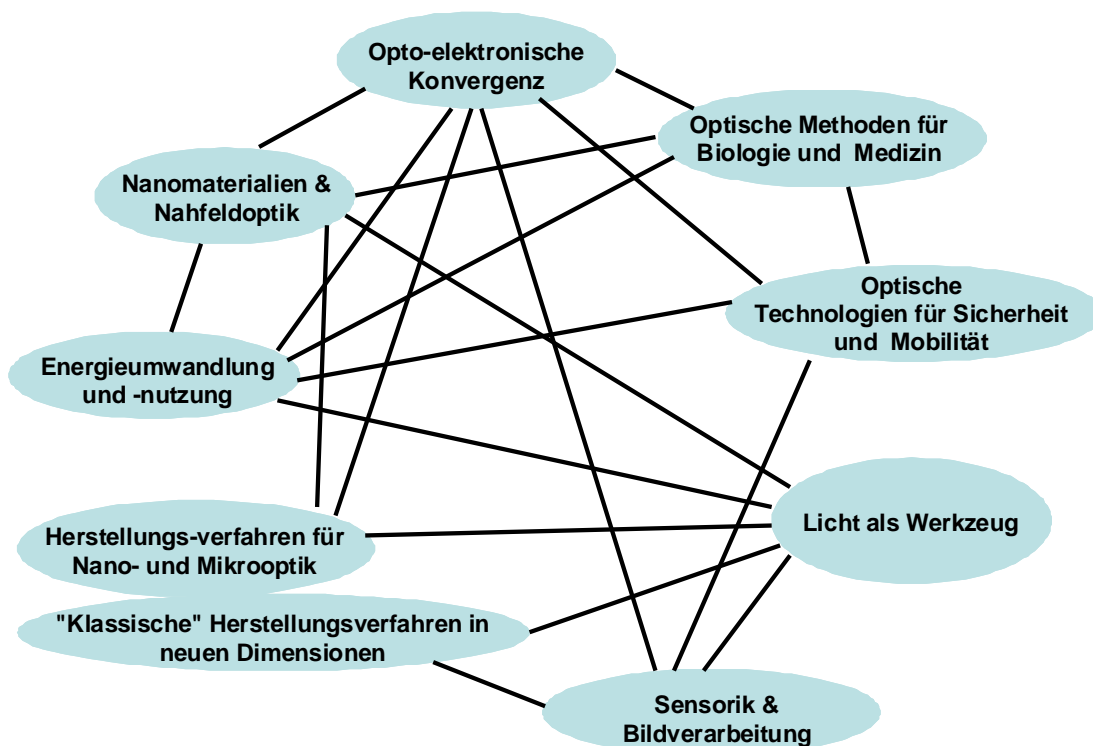 Opto-elektronische
Konvergenz
Optische Methoden für
Biologie und Medizin
Nanomaterialien &
Nahfeldoptik
Optische
Technologien für Sicherheit
und Mobilität
Energieumwandlung
und -nutzung
Licht als Werkzeug
Herstellungs-verfahren für
Nano- und Mikrooptik
"Klassische" Herstellungsverfahren in
neuen Dimensionen
Sensorik &
Bildverarbeitung